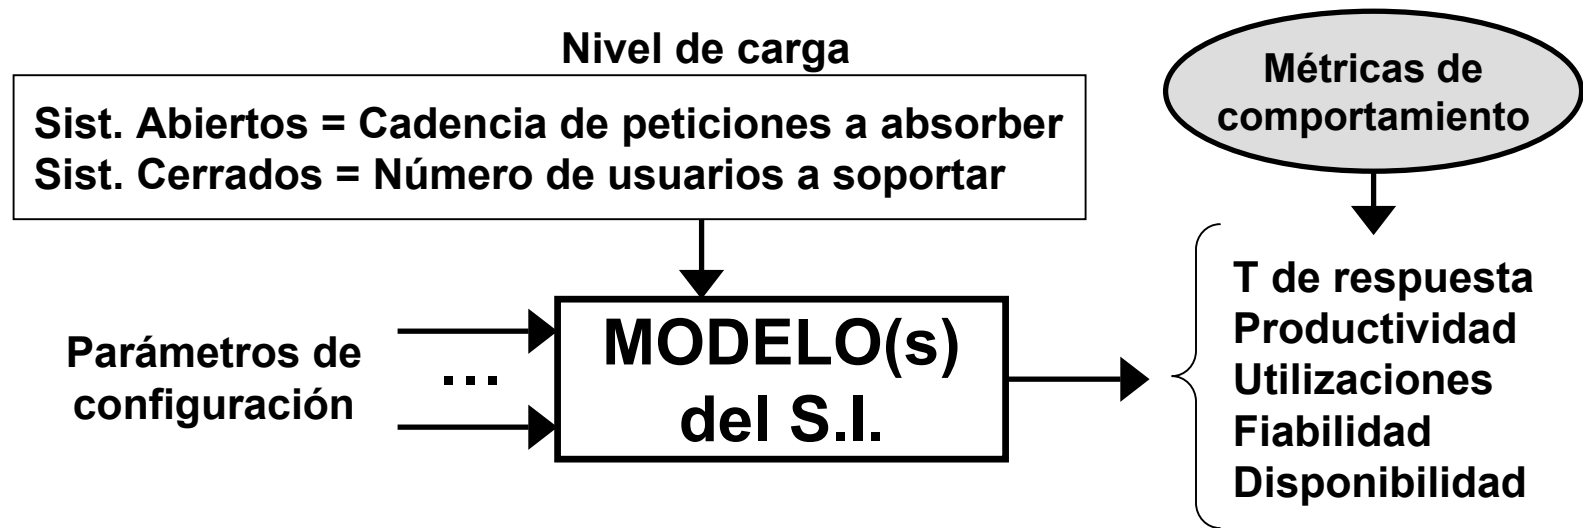 Nivel de carga
Sist. Abiertos = Cadencia de peticiones a absorber
Sist. Cerrados = Número de usuarios a soportar
Métricas de
comportamiento
Parámetros de
configuración
...
MODELO(s)
del S.I.
T de respuesta
Productividad
Utilizaciones
Fiabilidad
Disponibilidad